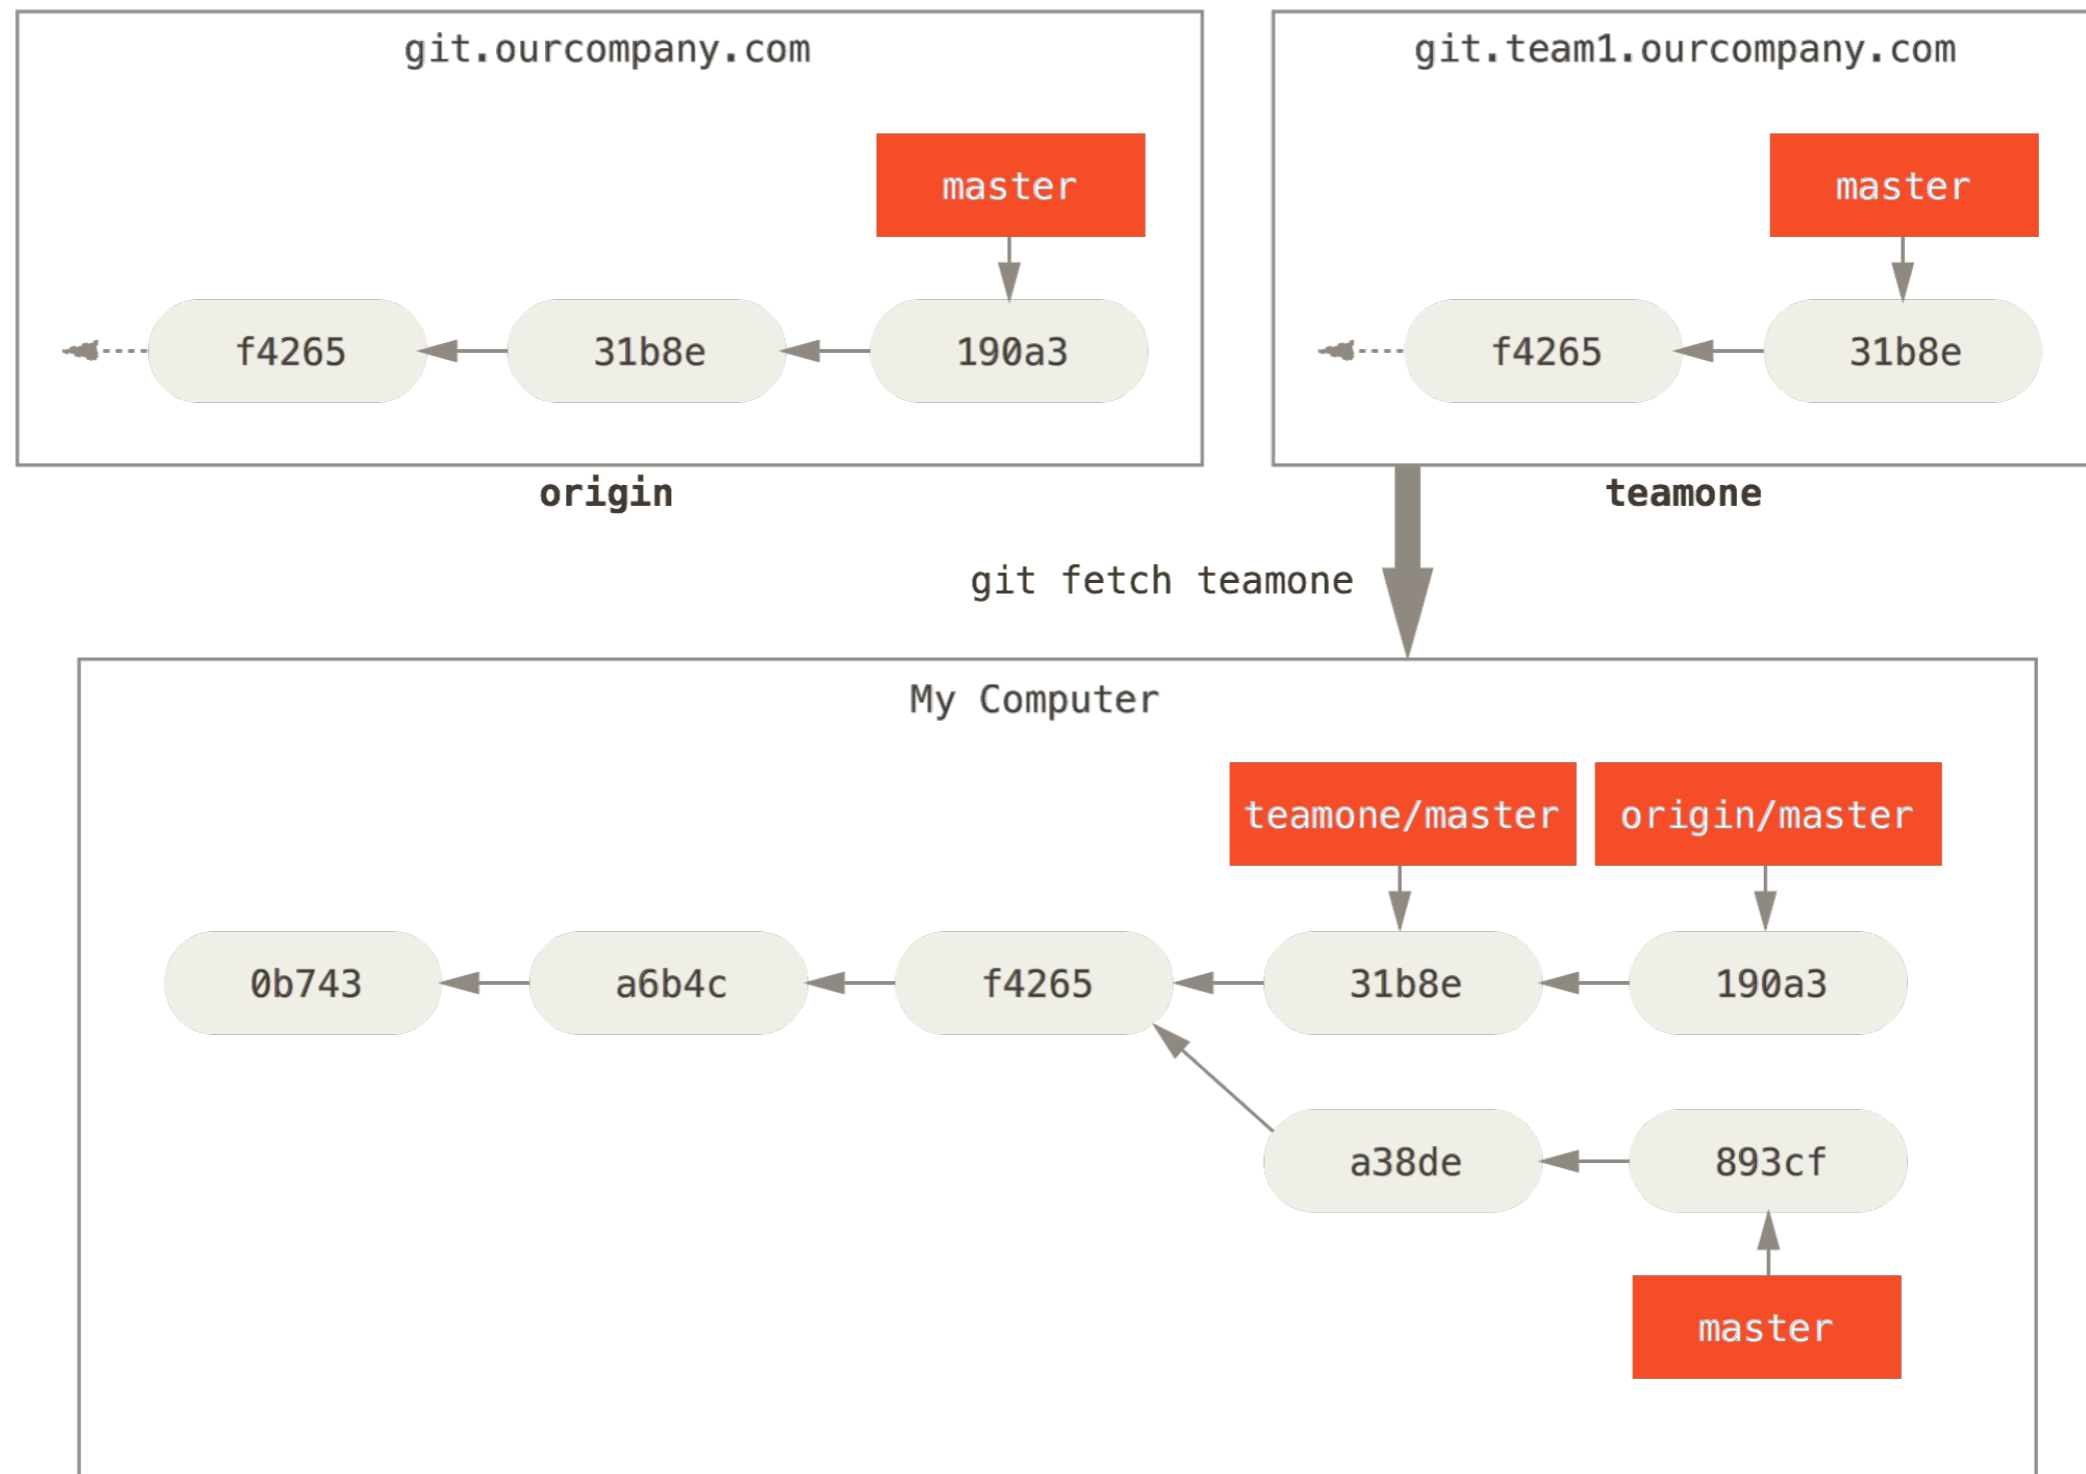 git.ourcompany.com
master
f4265
31b8e
190a3
origin
git.team1.ourcompany.com
master
f4265
31b8e
teamone
git fetch teamone
My Computer
teamone/master
origin/master
0b743
a6b4c
f4265
31b8e
190a3
a38de
893cf
master